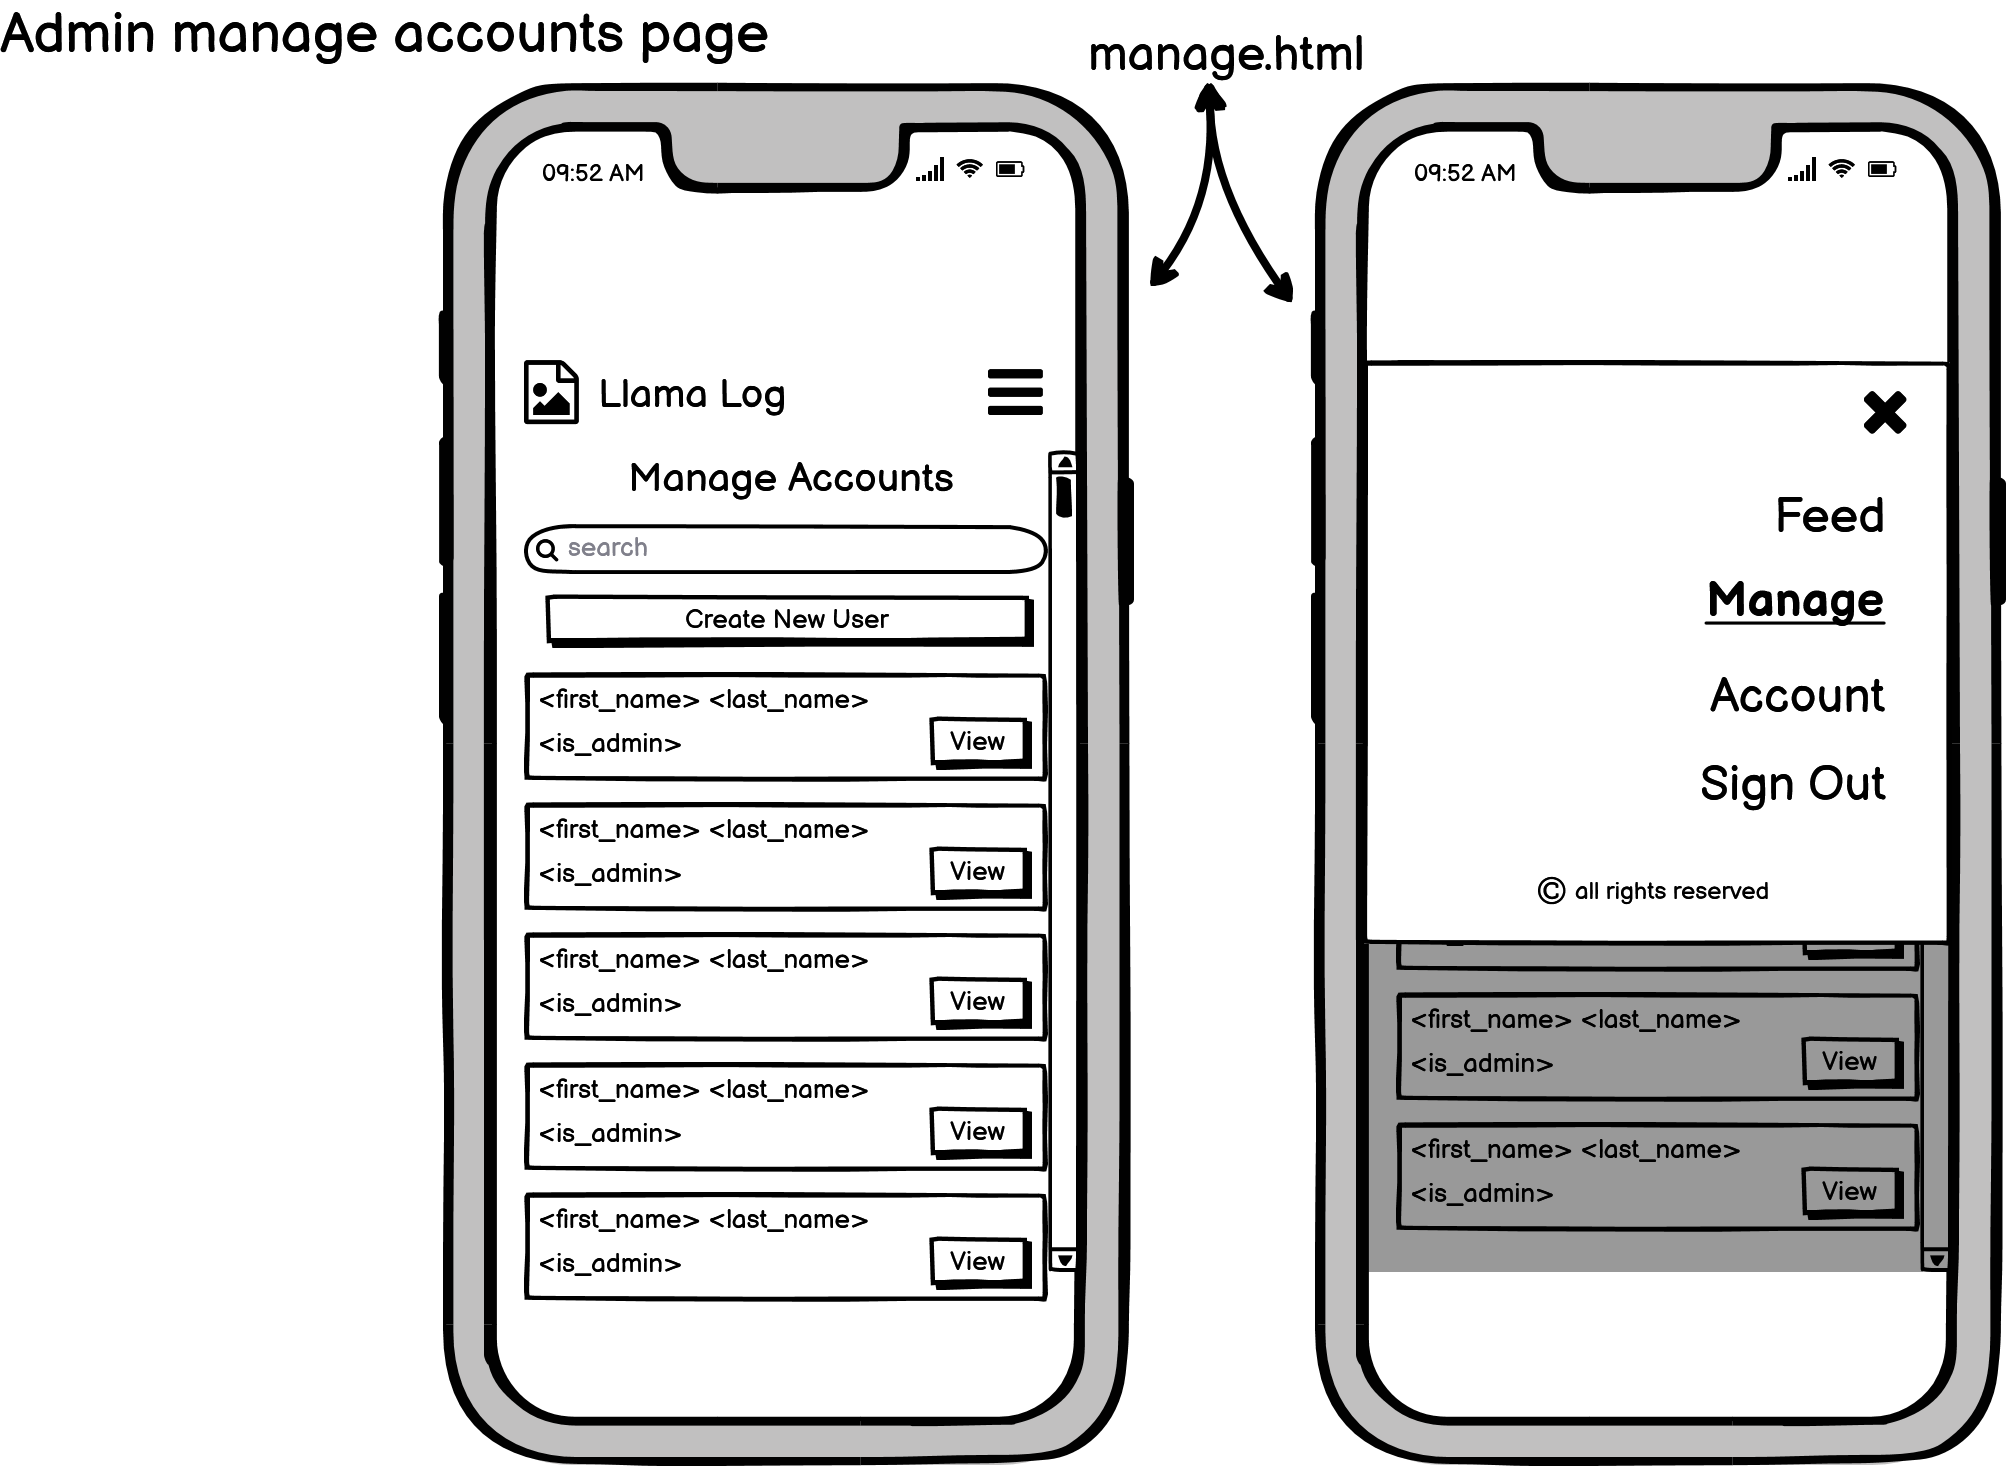 Admin manage accounts page
manage.html
09:52 AM
Llama Log
Manage Accounts
search
Create New User
<first_name> <last_name>
<is_admin>
View
<first_name> <last_name>
<is_admin>
View
<first_name> <last_name>
<is_admin>
View
<first_name> <last_name>
<is_admin>
View
<first_name> <last_name>
<is_admin>
View
09:52 AM
Feed
Manage
Account
Sign Out
© all rights reserved
<first_name> <last_name>
<is_admin>
View
<first_name> <last_name>
<is_admin>
View